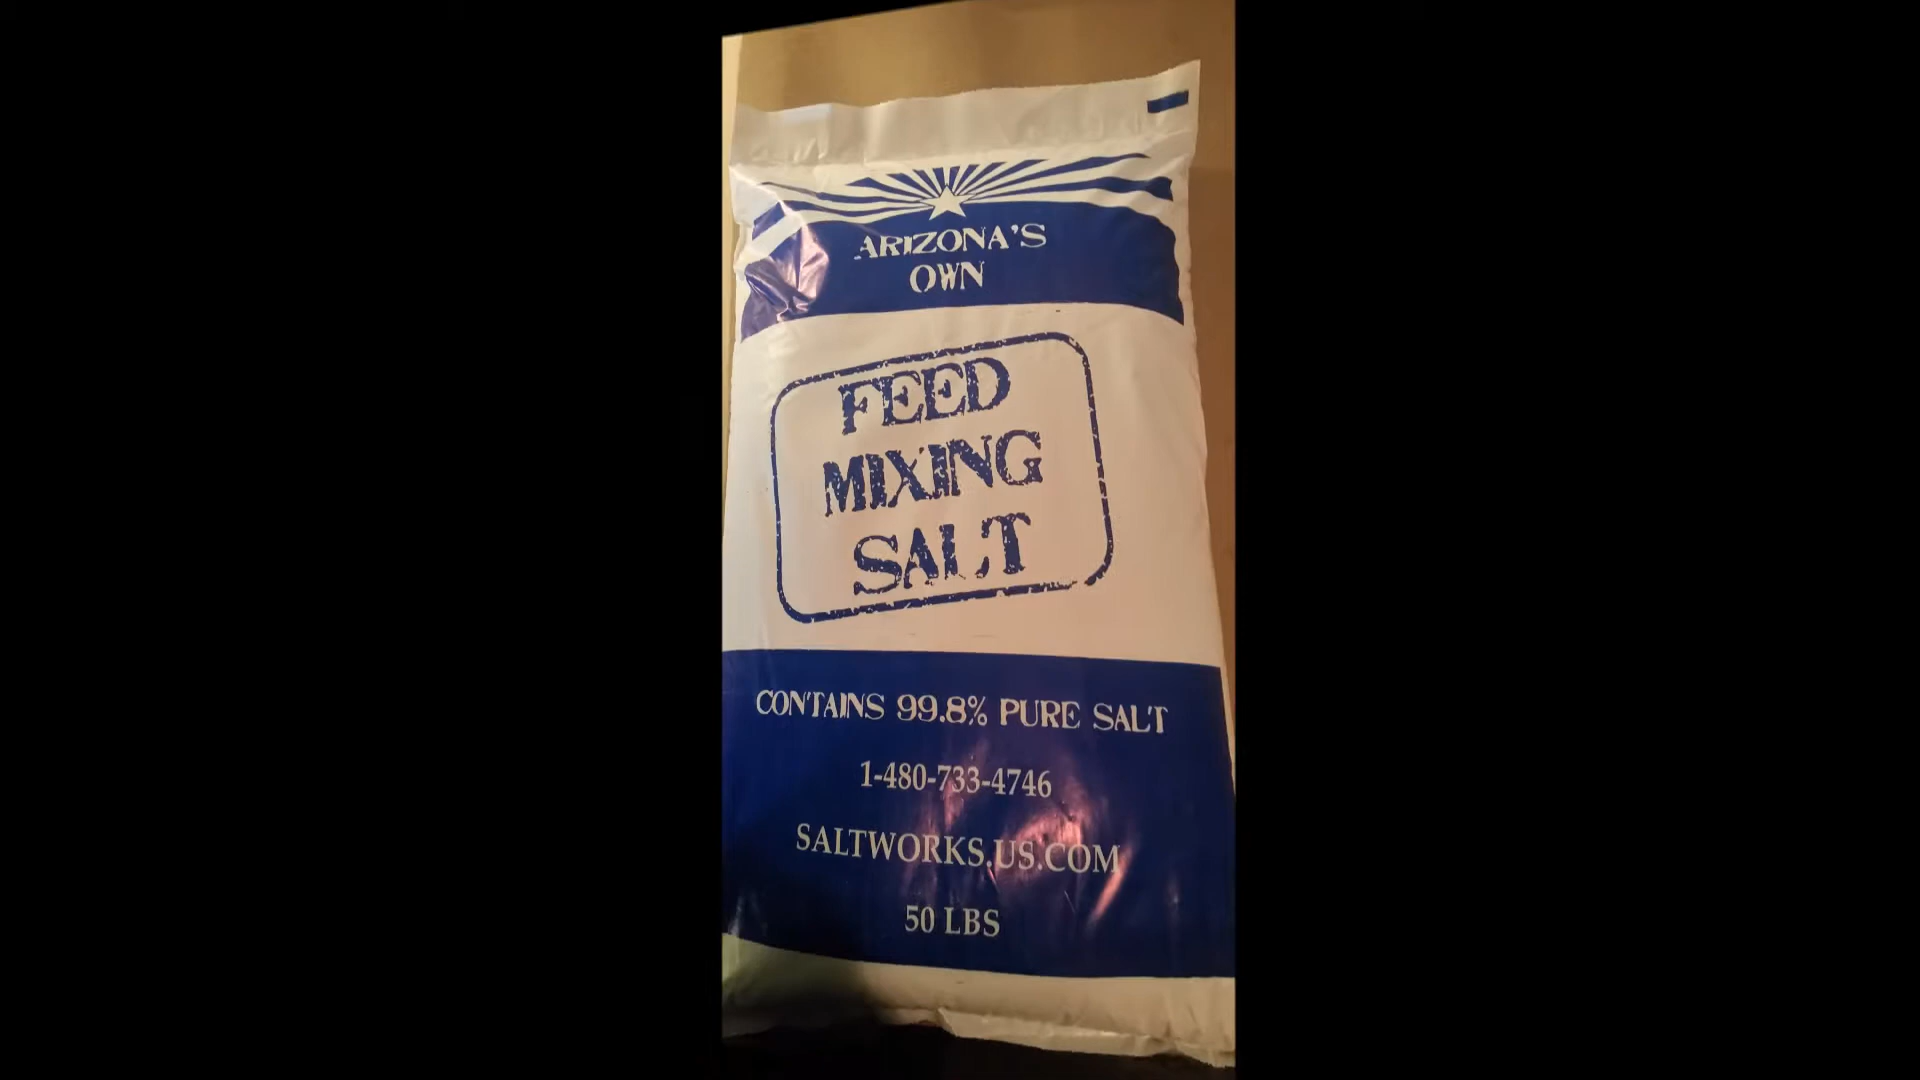 ARIZONA'S
OWN
FEED
MIXING
SALT
CONTAINS 99.8% PURE SALT
1-480-733-4746
SALTWORKS.US.COM
50 LBS